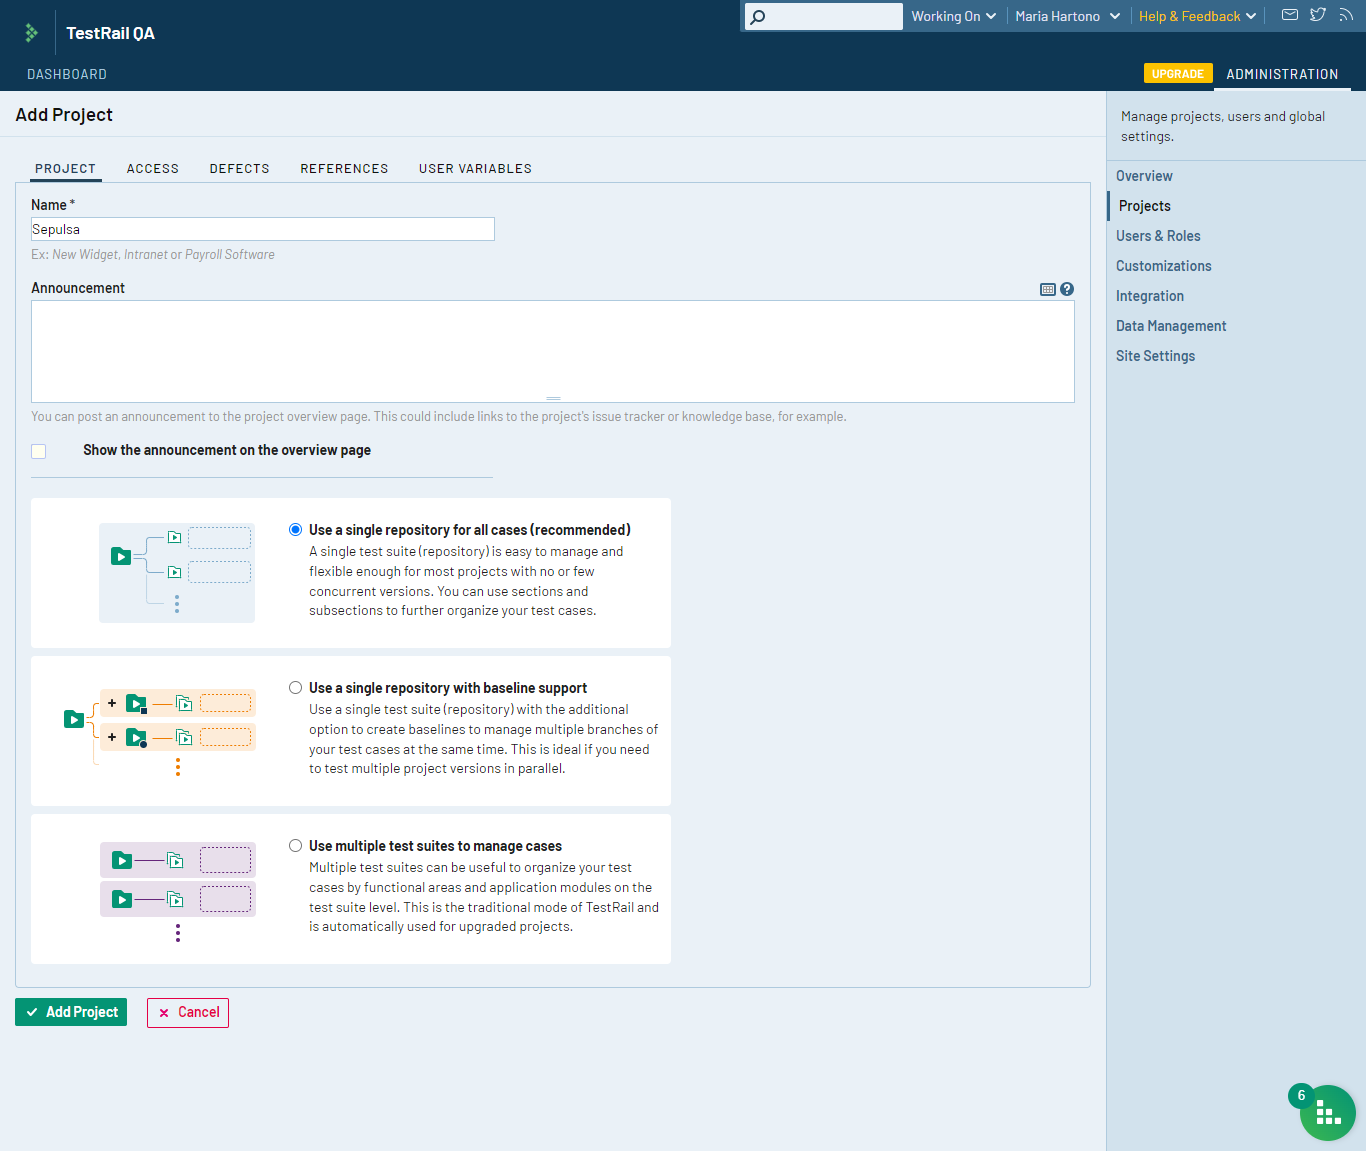 TestRail QA
Working On
Maria Hartono
Help & Feedback
DASHBOARD
UPGRADE
ADMINISTRATION
Add Project
Manage projects, users and global
settings.
Overview
Projects
Users & Roles
Customizations
Integration
Data Management
Site Settings
PROJECT ACCESS DEFECTS REFERENCES USER VARIABLES
Name *
Sepulsa
Ex: New Widget, Intranet or Payroll Software
Announcement
You can post an announcement to the project overview page. This could include links to the project's issue tracker or knowledge base, for example.
Show the announcement on the overview page
Use a single repository for all cases (recommended)
A single test suite (repository) is easy to manage and
flexible enough for most projects with no or few
concurrent versions. You can use sections and
subsections to further organize your test cases.
Use a single repository with baseline support
Use a single test suite (repository) with the additional
option to create baselines to manage multiple branches of
your test cases at the same time. This is ideal if you need
to test multiple project versions in parallel.
Use multiple test suites to manage cases
Multiple test suites can be useful to organize your test
cases by functional areas and application modules on the
test suite level. This is the traditional mode of TestRail and
is automatically used for upgraded projects.
Add Project
Cancel
6